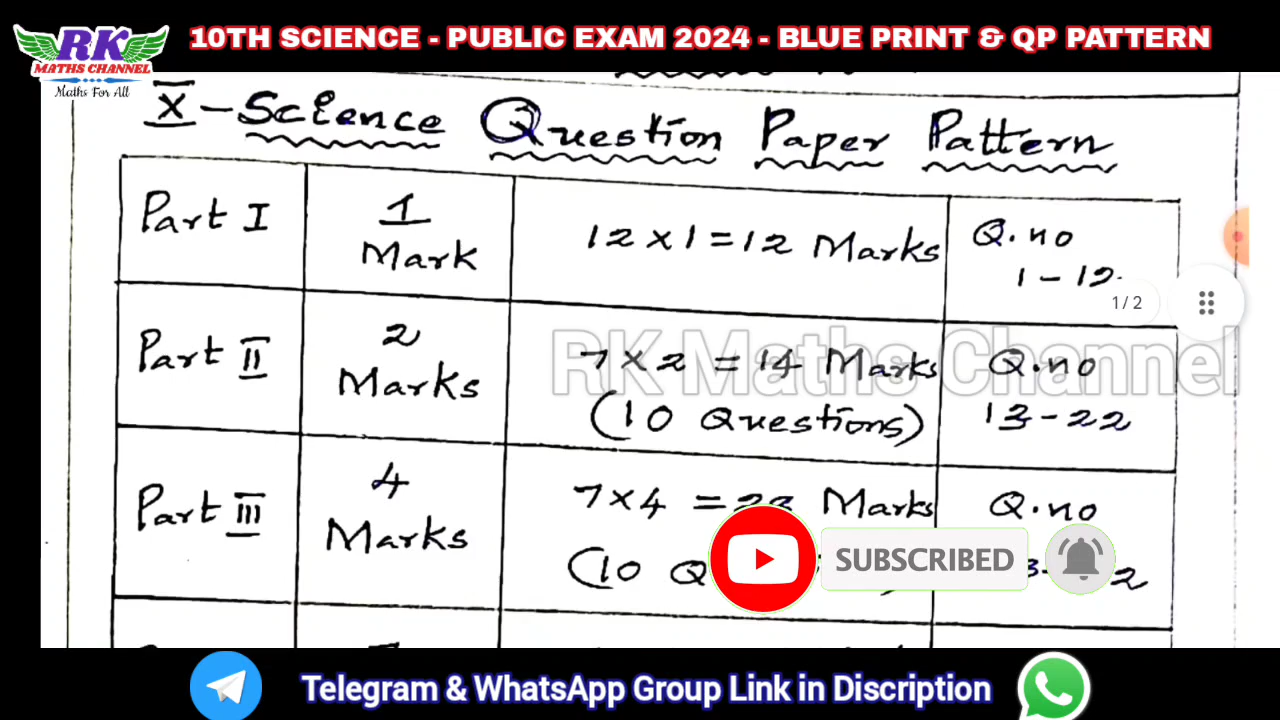 10TH SCIENCE - PUBLIC EXAM 2024 - BLUE PRINT & QP PATTERN
RK
MATHS CHANNEL
Maths For All
X - Science Question Paper Pattern
Part I
1
Mark
12 x 1 = 12 Marks
Q.no
1 - 12
1 / 2
Part II
2
Marks
7 x 2 = 14 Marks
(10 Questions)
Q.no
13 - 22
RK Maths Channel
Part III
4
Marks
7 x 4 = Marks
(10 Q
Q.no
SUBSCRIBED
Telegram & WhatsApp Group Link in Discription